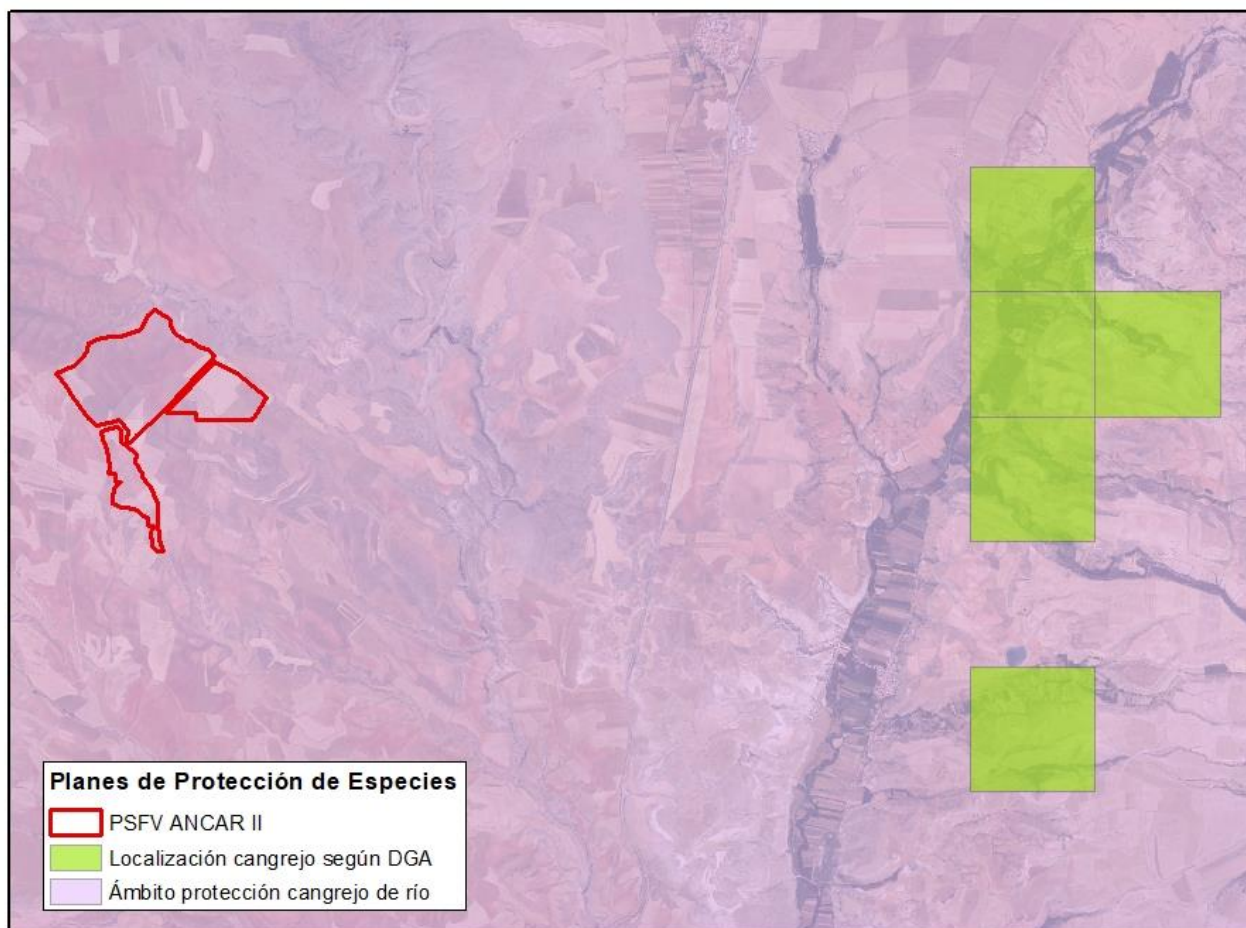 Planes de Protección de Especies
PSFV ANCAR II
Localización cangrejo según DGA
Ámbito protección cangrejo de río